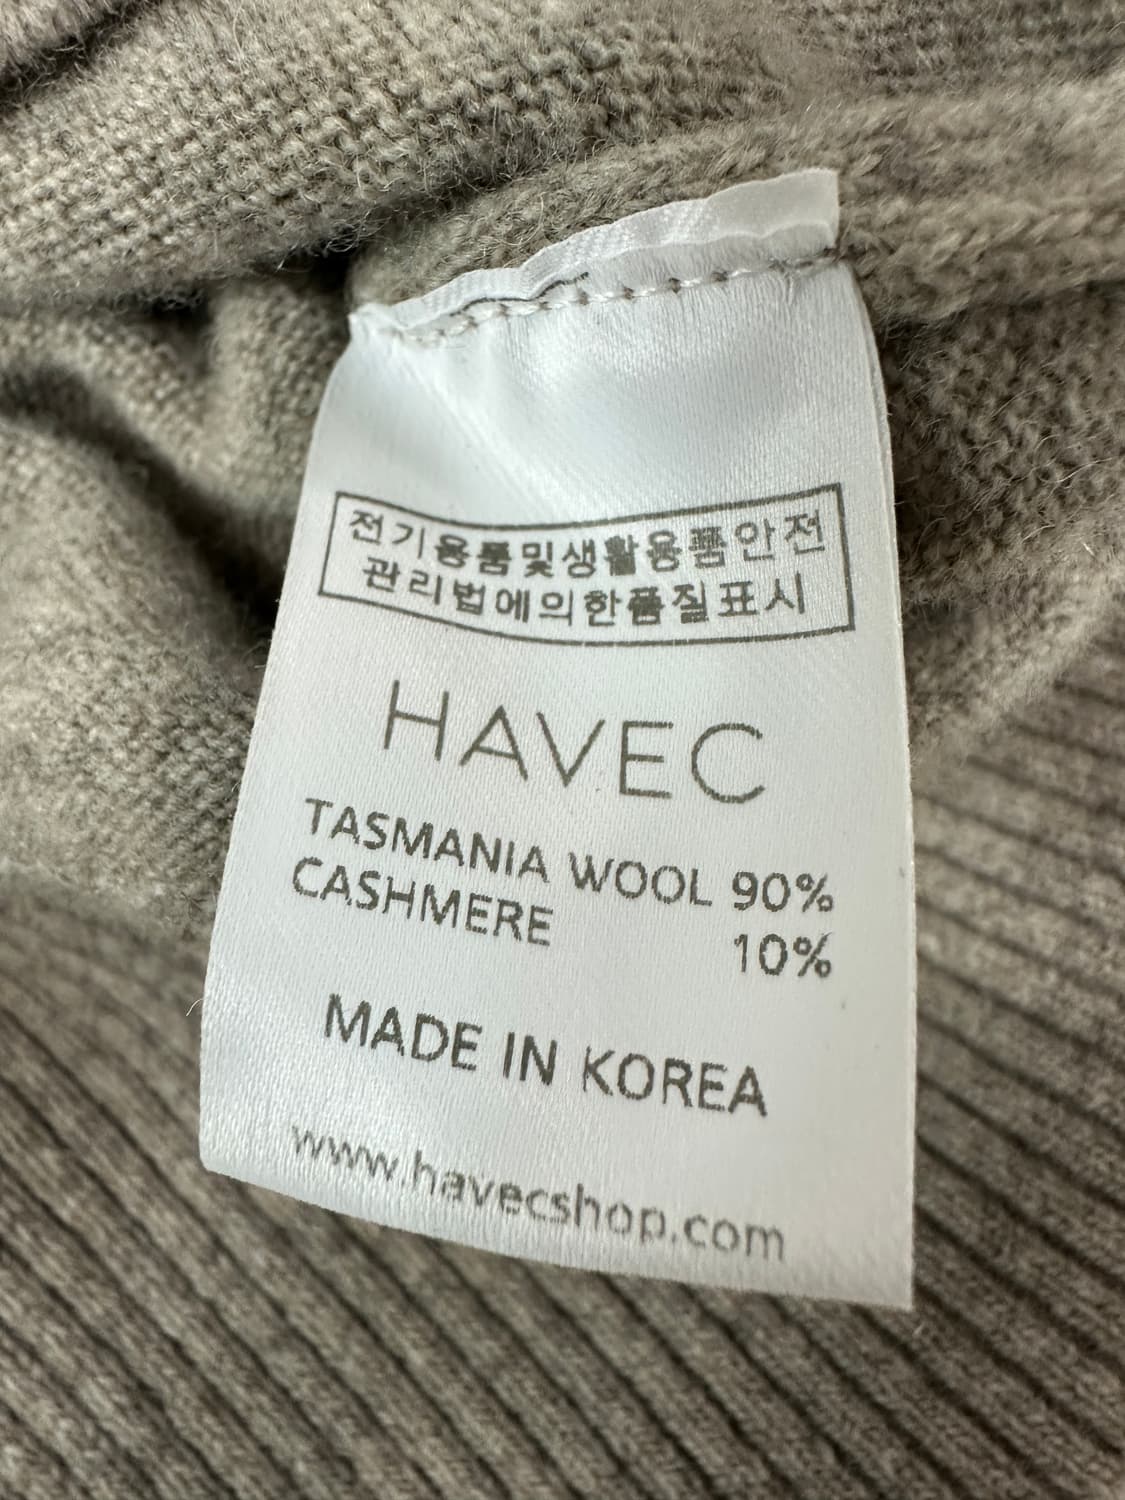 전기용품및생활용품안전
관리법에의한품질표시
HAVEC
TASMANIA WOOL 90%
CASHMERE 10%
MADE IN KOREA
www.havecshop.com